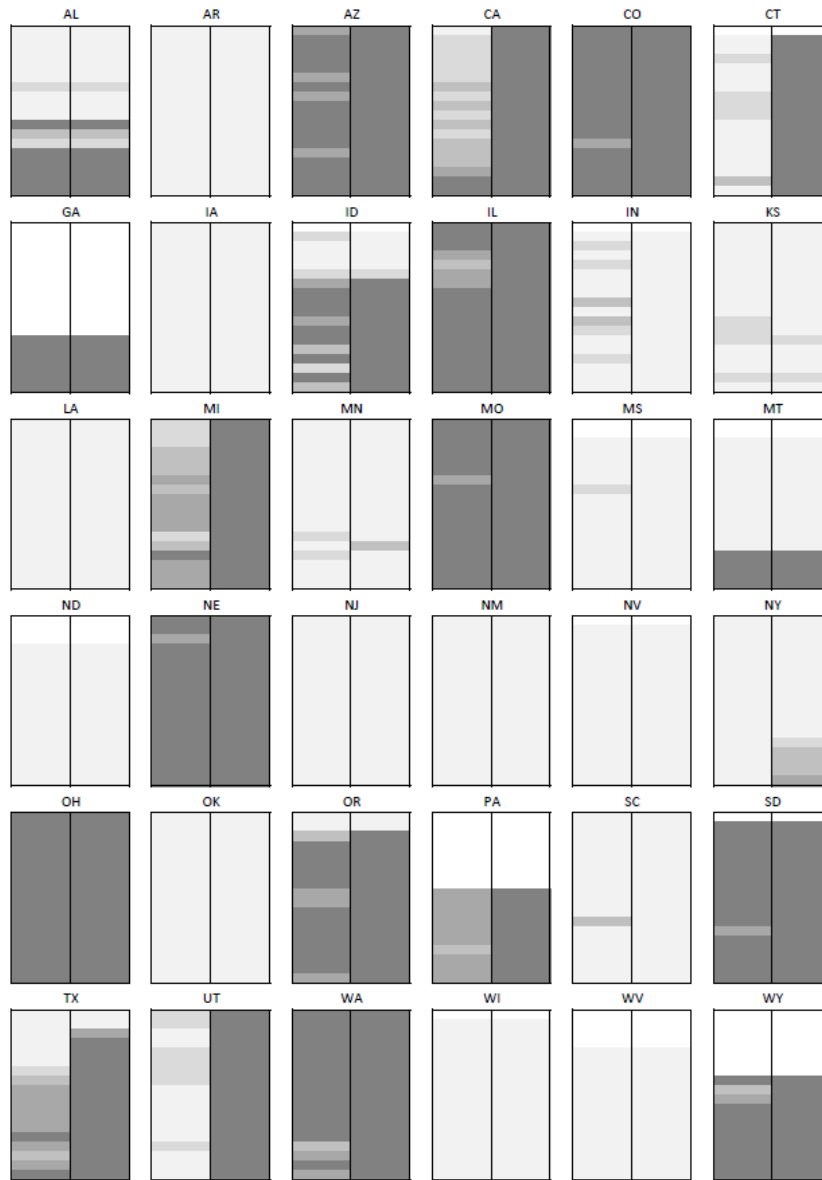 AL AR AZ CA CO CT
GA IA ID IL IN KS
LA MI MN MO MS MT
ND NE NJ NM NV NY
OH OK OR PA SC SD
TX UT WA WI WV WY